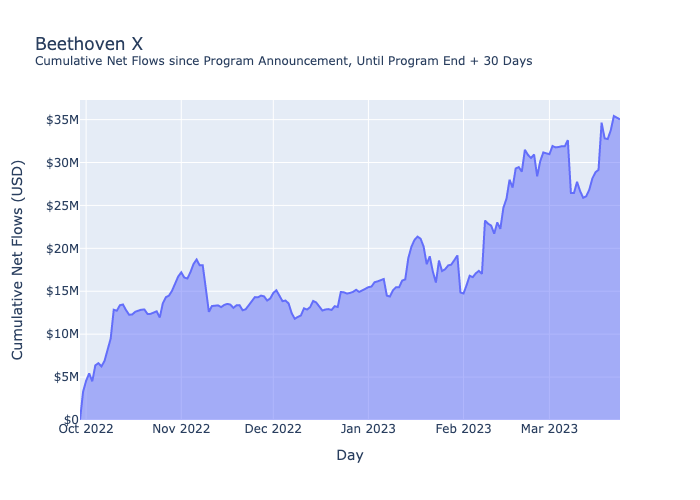 Beethoven X
Cumulative Net Flows since Program Announcement, Until Program End + 30 Days
Cumulative Net Flows (USD)
$35M
$30M
$25M
$20M
$15M
$10M
$5M
$0
Oct 2022
Nov 2022
Dec 2022
Jan 2023
Feb 2023
Mar 2023
Day